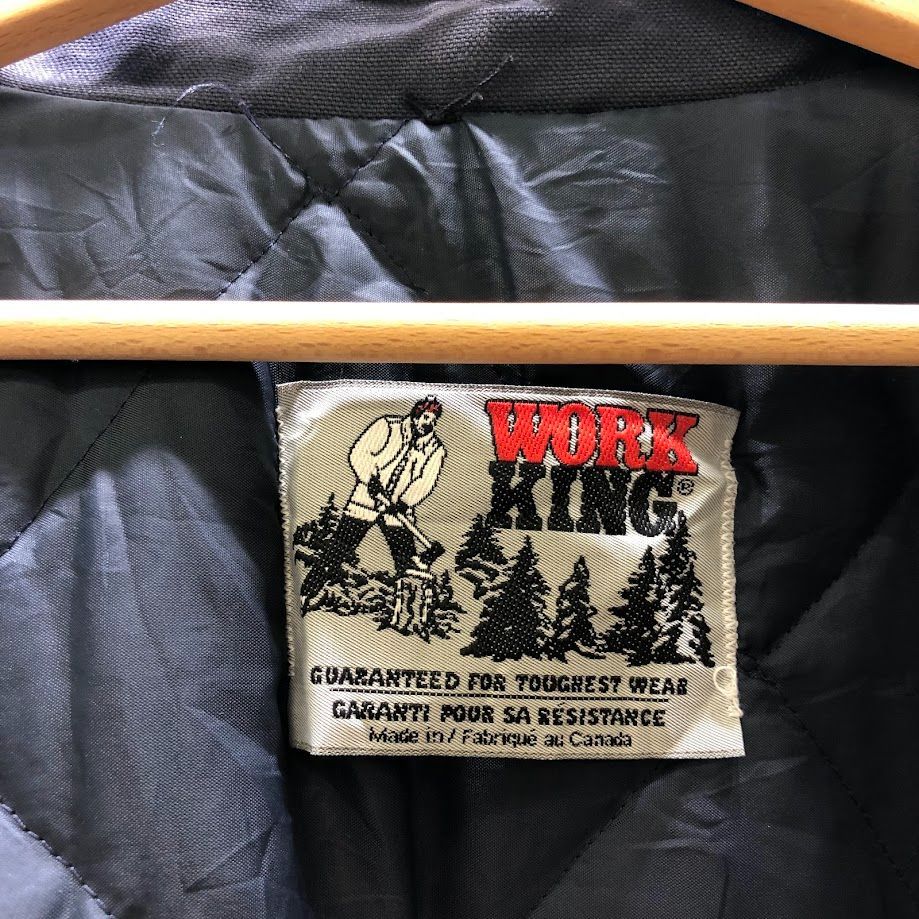 WORK
KING®
GUARANTEED FOR TOUGHEST WEAR
GARANTI POUR SA RÉSISTANCE
Made in / Fabriqué au Canada